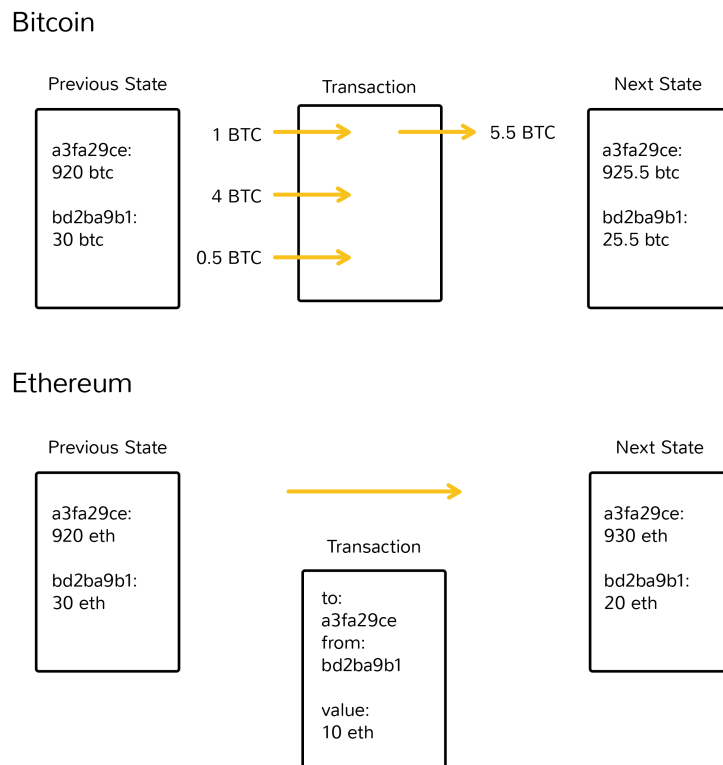 Bitcoin
Previous State
Transaction
Next State
a3fa29ce:
920 btc
bd2ba9b1:
30 btc
1 BTC
4 BTC
0.5 BTC
5.5 BTC
a3fa29ce:
925.5 btc
bd2ba9b1:
25.5 btc
Ethereum
Previous State
Next State
a3fa29ce:
920 eth
bd2ba9b1:
30 eth
Transaction
to:
a3fa29ce
from:
bd2ba9b1
value:
10 eth
a3fa29ce:
930 eth
bd2ba9b1:
20 eth